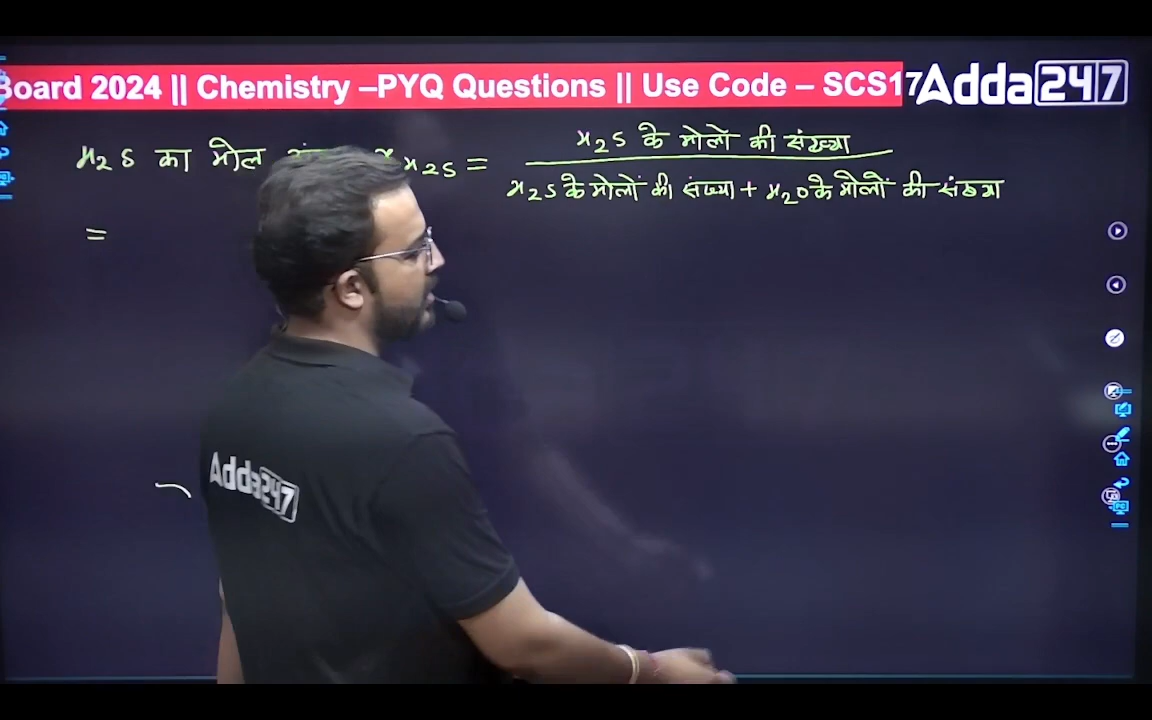 Board 2024 || Chemistry –PYQ Questions || Use Code – SCS17
Adda247
H2S का मोल x H2S = H2S के मोलो की संख्या
H2S के मोलों की संख्या + H2O के मोलों की संख्या
=
Adda247